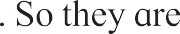 . So they are